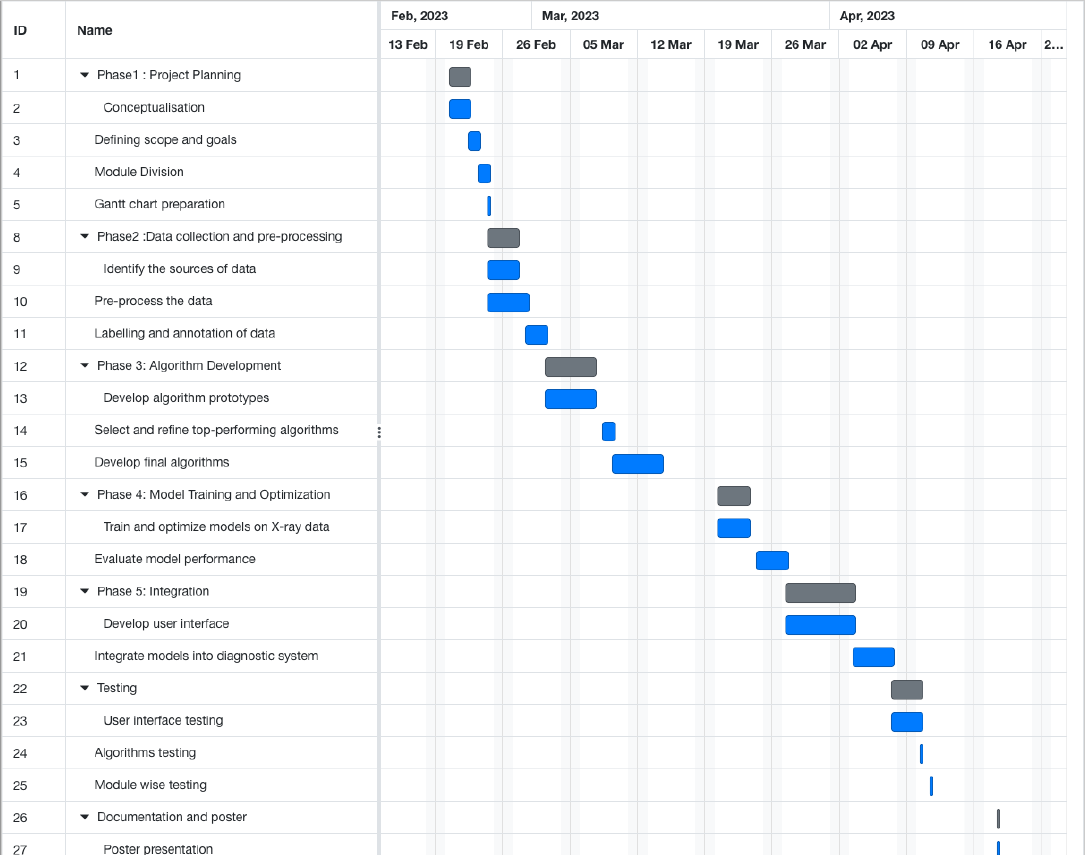 ID Name Feb, 2023 Mar, 2023 Apr, 2023
13 Feb 19 Feb 26 Feb 05 Mar 12 Mar 19 Mar 26 Mar 02 Apr 09 Apr 16 Apr 2...
1 Phase1 : Project Planning
2 Conceptualisation
3 Defining scope and goals
4 Module Division
5 Gantt chart preparation
8 Phase2 :Data collection and pre-processing
9 Identify the sources of data
10 Pre-process the data
11 Labelling and annotation of data
12 Phase 3: Algorithm Development
13 Develop algorithm prototypes
14 Select and refine top-performing algorithms
15 Develop final algorithms
16 Phase 4: Model Training and Optimization
17 Train and optimize models on X-ray data
18 Evaluate model performance
19 Phase 5: Integration
20 Develop user interface
21 Integrate models into diagnostic system
22 Testing
23 User interface testing
24 Algorithms testing
25 Module wise testing
26 Documentation and poster
27 Poster presentation